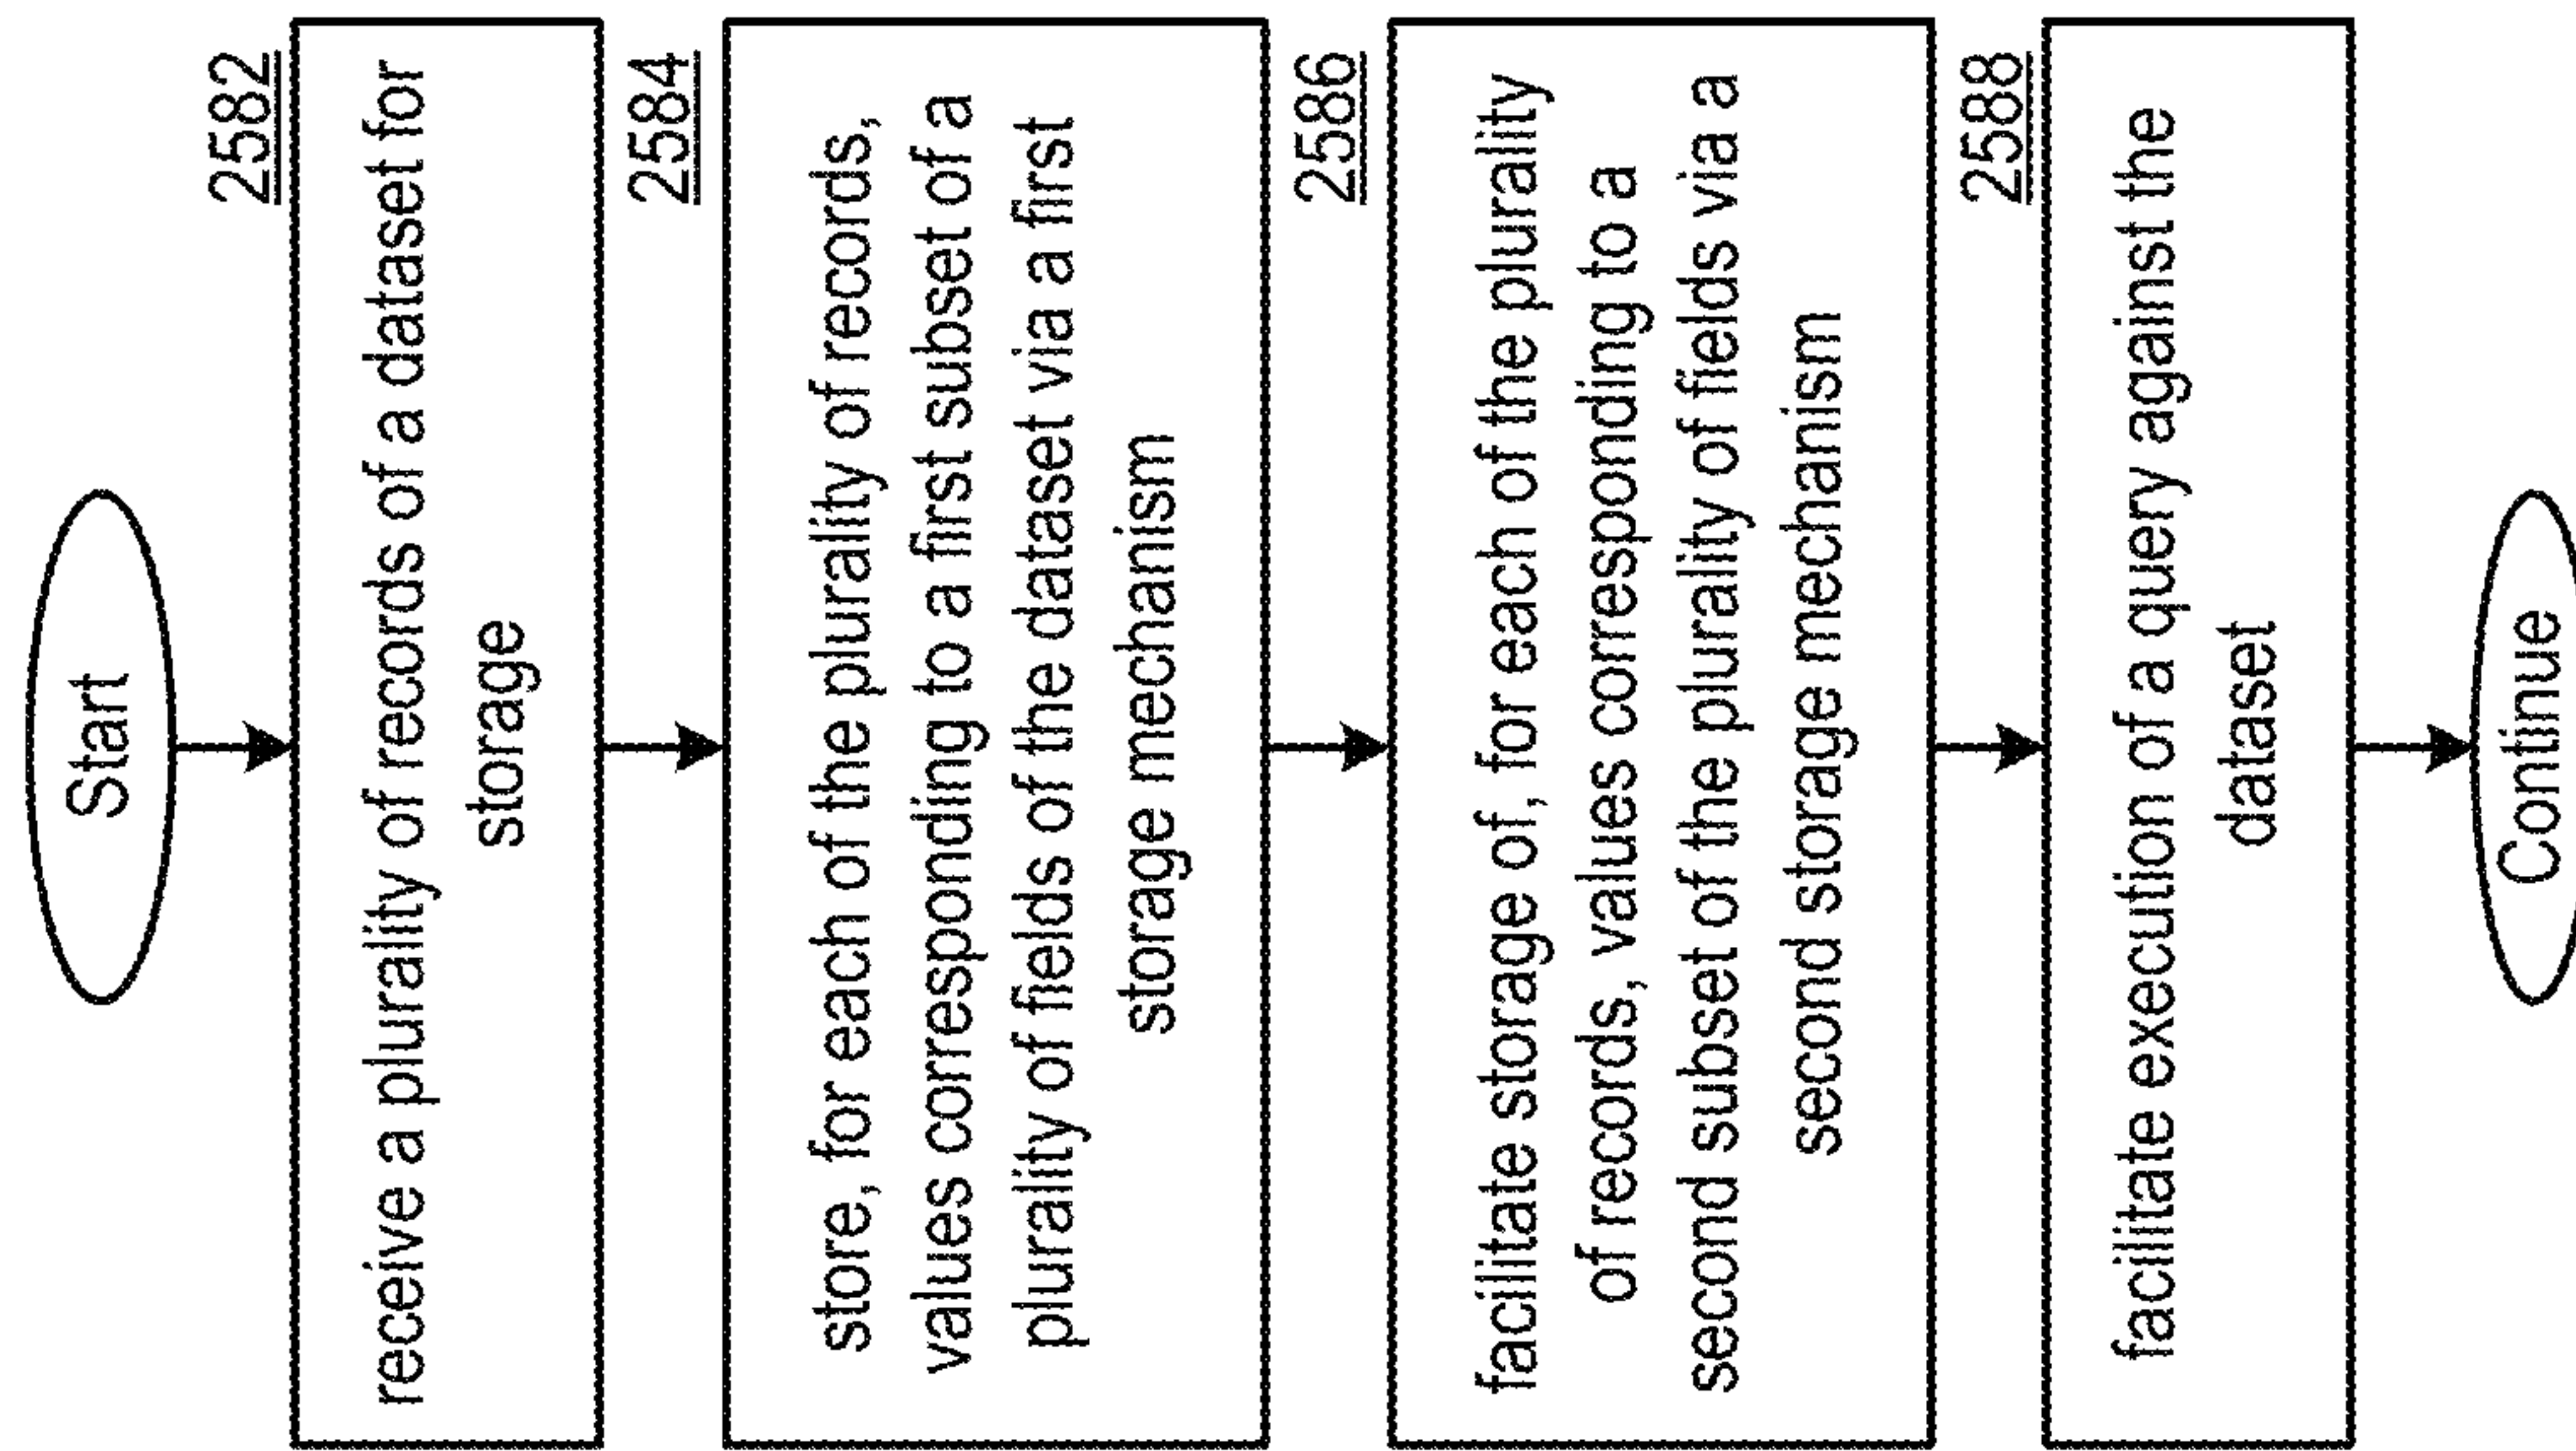 Start
2582
receive a plurality of records of a dataset for
storage
2584
store, for each of the plurality of records,
values corresponding to a first subset of a
plurality of fields of the dataset via a first
storage mechanism
2586
facilitate storage of, for each of the plurality
of records, values corresponding to a
second subset of the plurality of fields via a
second storage mechanism
2588
facilitate execution of a query against the
dataset
Continue